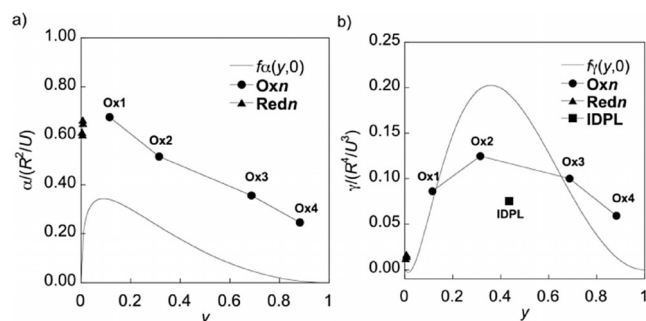 a)
α/(R²/U)
1.00
0.80
0.60
0.40
0.20
0.00
0
0.2
0.4
0.6
0.8
1
y
fα(y,0)
Oxn
Redn
Ox1
Ox2
Ox3
Ox4
b)
γ/(R⁴/U³)
0.25
0.20
0.15
0.10
0.05
0.00
0
0.2
0.4
0.6
0.8
1
y
fγ(y,0)
Oxn
Redn
IDPL
Ox1
Ox2
Ox3
Ox4
IDPL